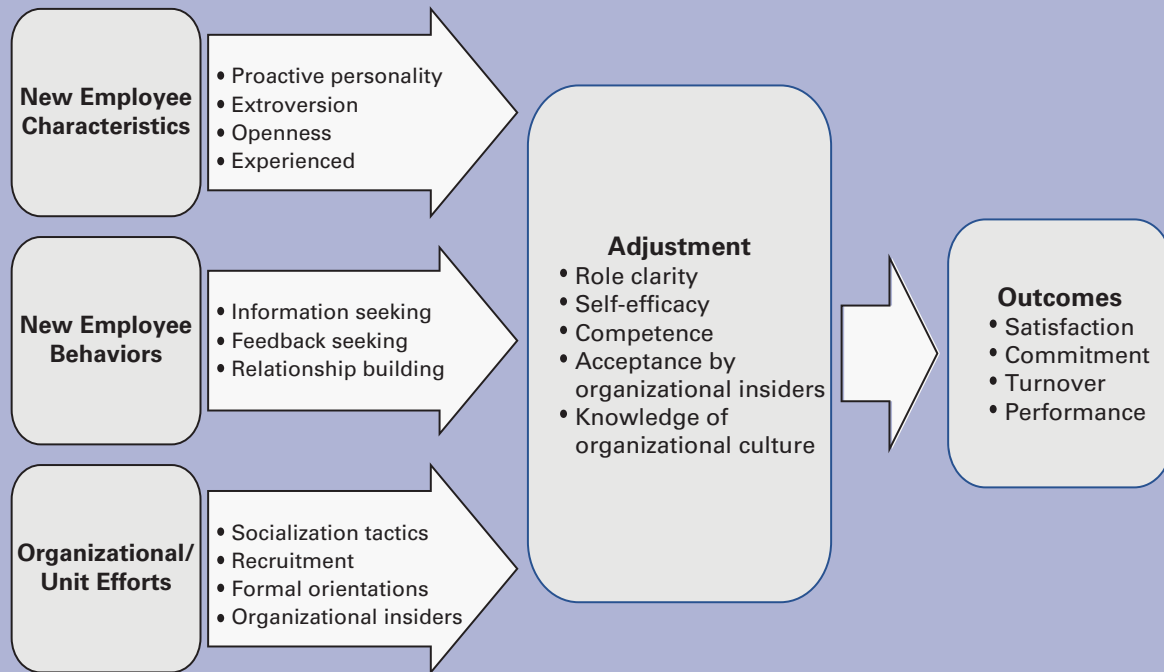 New Employee
Characteristics
• Proactive personality
• Extroversion
• Openness
• Experienced
New Employee
Behaviors
• Information seeking
• Feedback seeking
• Relationship building
Organizational/
Unit Efforts
• Socialization tactics
• Recruitment
• Formal orientations
• Organizational insiders
Adjustment
• Role clarity
• Self-efficacy
• Competence
• Acceptance by
organizational insiders
• Knowledge of
organizational culture
Outcomes
• Satisfaction
• Commitment
• Turnover
• Performance